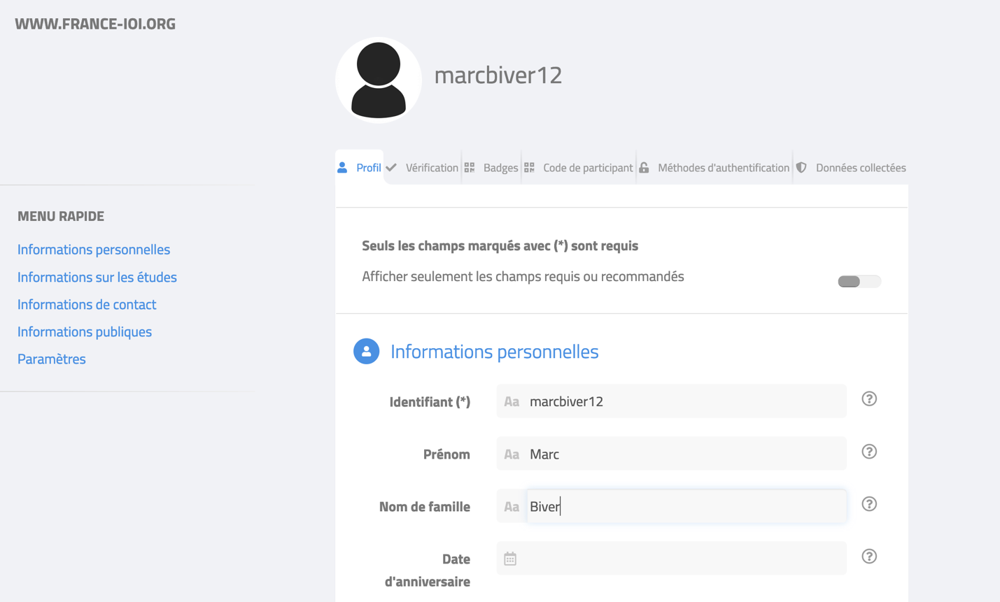 WWW.FRANCE-IOI.ORG
marcbiver12
Profil
Vérification
Badges
Code de participant
Méthodes d'authentification
Données collectées
MENU RAPIDE
Informations personnelles
Informations sur les études
Informations de contact
Informations publiques
Paramètres
Seuls les champs marqués avec (*) sont requis
Afficher seulement les champs requis ou recommandés
Informations personnelles
Identifiant (*)
Aa marcbiver12
Prénom
Aa Marc
Nom de famille
Aa Biver
Date
d'anniversaire